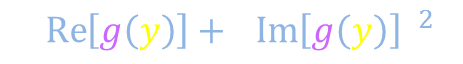 Re[g(y)] + Im[g(y)] ²